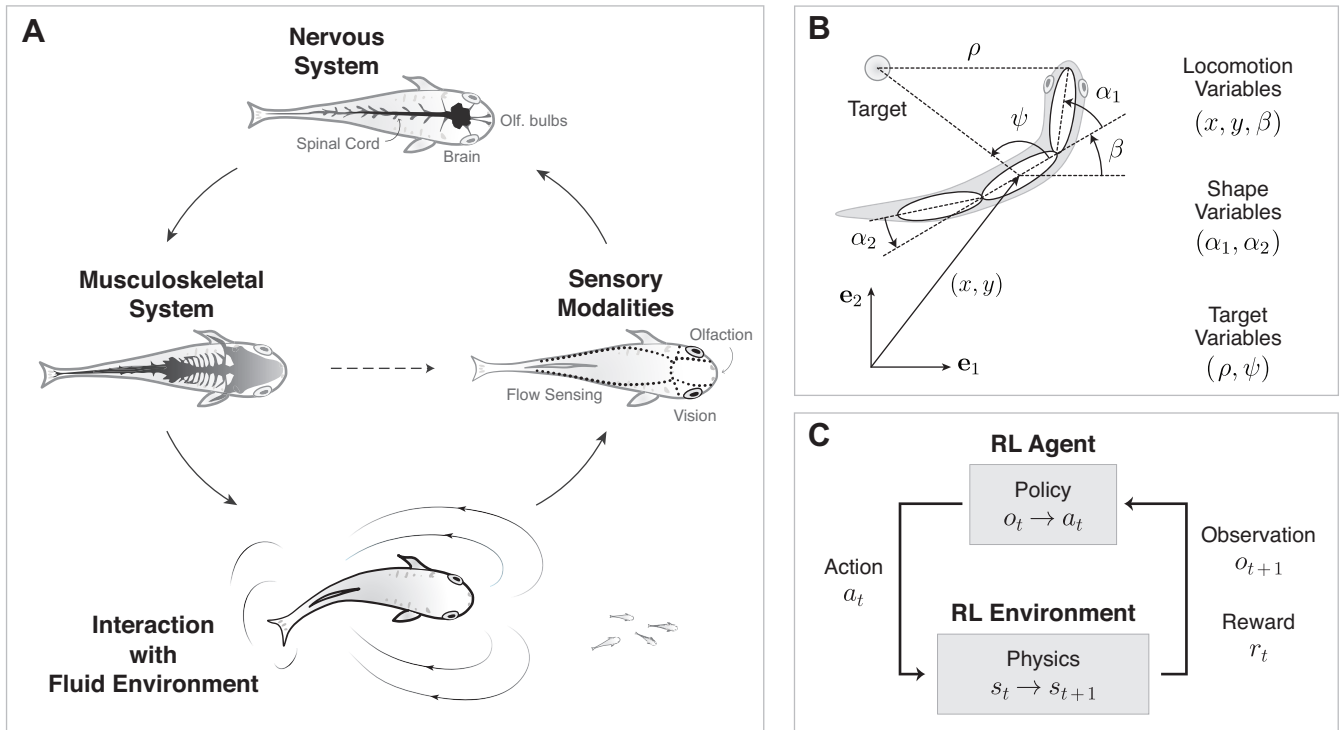 A
Nervous
System
Olf. bulbs
Spinal Cord
Brain
Musculoskeletal
System
Sensory
Modalities
Olfaction
Flow Sensing
Vision
Interaction
with
Fluid Environment
B
ρ
Target
ψ
α₁
β
α₂
(x, y)
e₂
e₁
Locomotion
Variables
(x, y, β)
Shape
Variables
(α₁, α₂)
Target
Variables
(ρ, ψ)
C
RL Agent
Policy
oₜ → aₜ
Action
aₜ
Observation
oₜ₊₁
Reward
rₜ
RL Environment
Physics
sₜ → sₜ₊₁